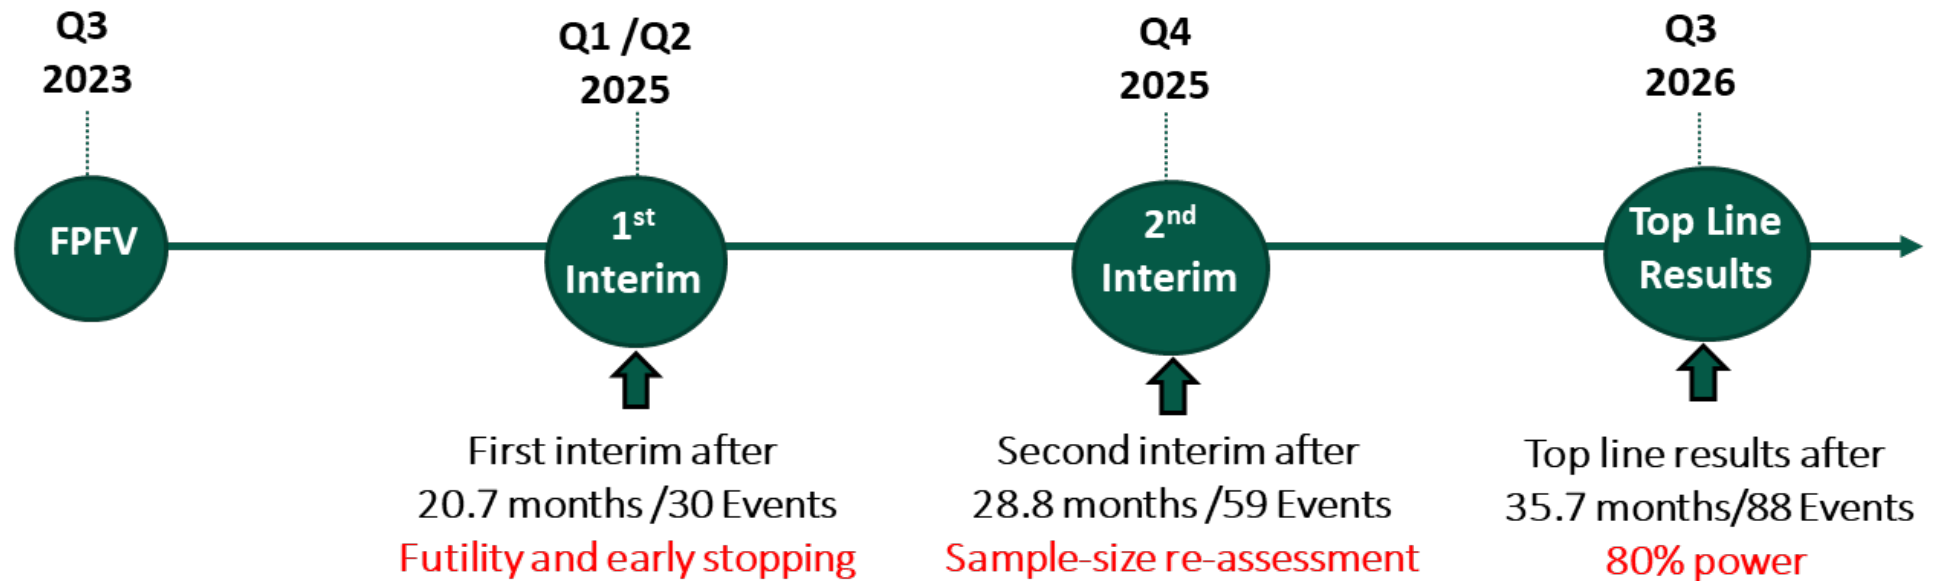 Q3
2023
Q1 /Q2
2025
Q4
2025
Q3
2026
FPFV
1st
Interim
2nd
Interim
Top Line
Results
First interim after
20.7 months /30 Events
Futility and early stopping
Second interim after
28.8 months /59 Events
Sample-size re-assessment
Top line results after
35.7 months/88 Events
80% power